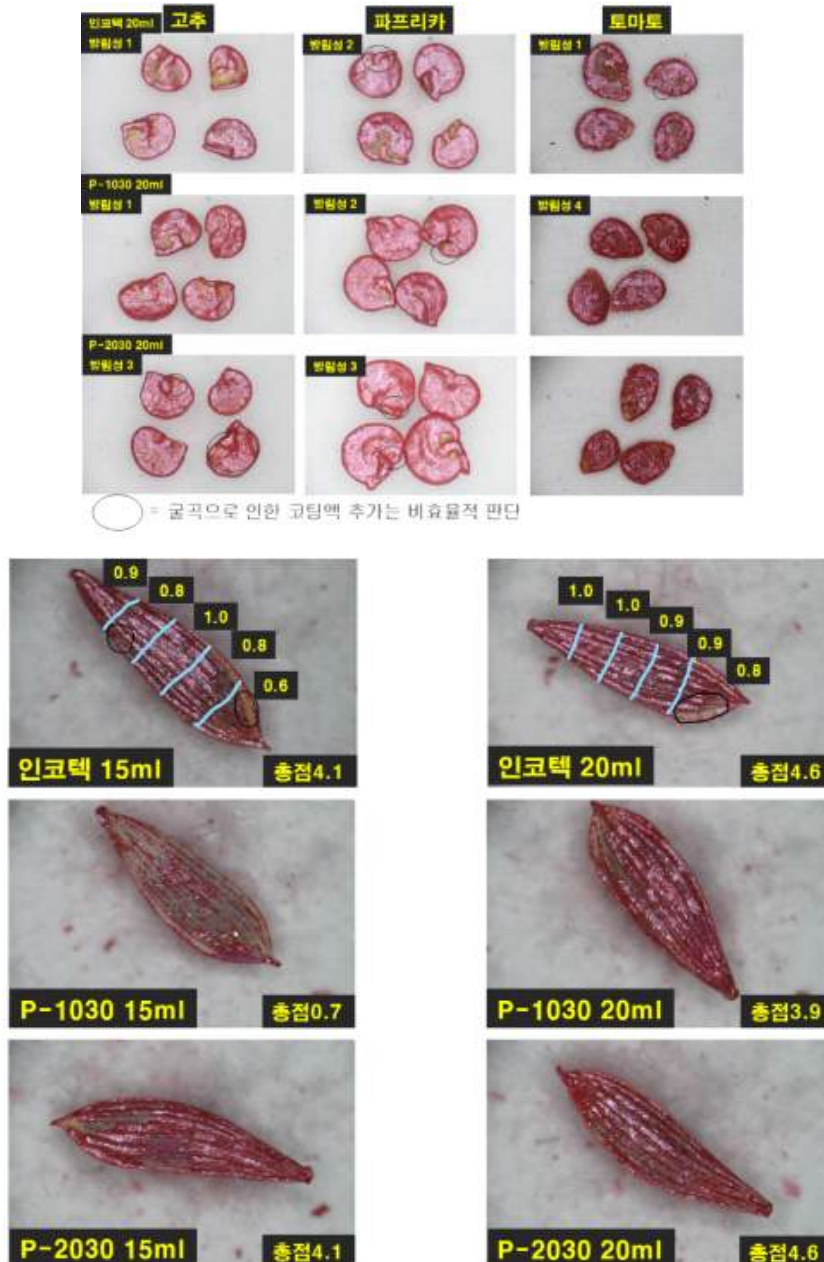 인코텍 20ml
고추
파프리카
토마토
발림성 1
발림성 2
발림성 1
P-1030 20ml
발림성 1
발림성 2
발림성 4
P-2030 20ml
발림성 3
발림성 3
= 굴곡으로 인한 코팅액 추가는 비효율적 판단
0.9
0.8
1.0
0.8
0.6
인코텍 15ml
총점4.1
1.0
1.0
0.9
0.9
0.8
인코텍 20ml
총점4.6
P-1030 15ml
총점0.7
P-1030 20ml
총점3.9
P-2030 15ml
총점4.1
P-2030 20ml
총점4.6